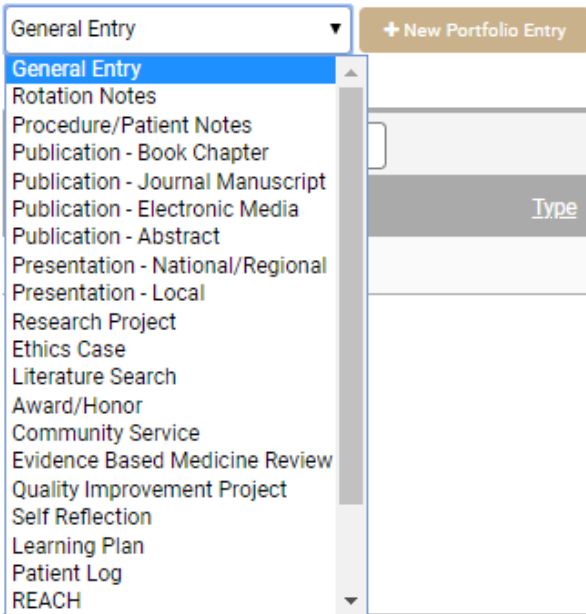 General Entry
+ New Portfolio Entry
General Entry
Rotation Notes
Procedure/Patient Notes
Publication - Book Chapter
Publication - Journal Manuscript
Type
Publication - Electronic Media
Publication - Abstract
Presentation - National/Regional
Presentation - Local
Research Project
Ethics Case
Literature Search
Award/Honor
Community Service
Evidence Based Medicine Review
Quality Improvement Project
Self Reflection
Learning Plan
Patient Log
REACH